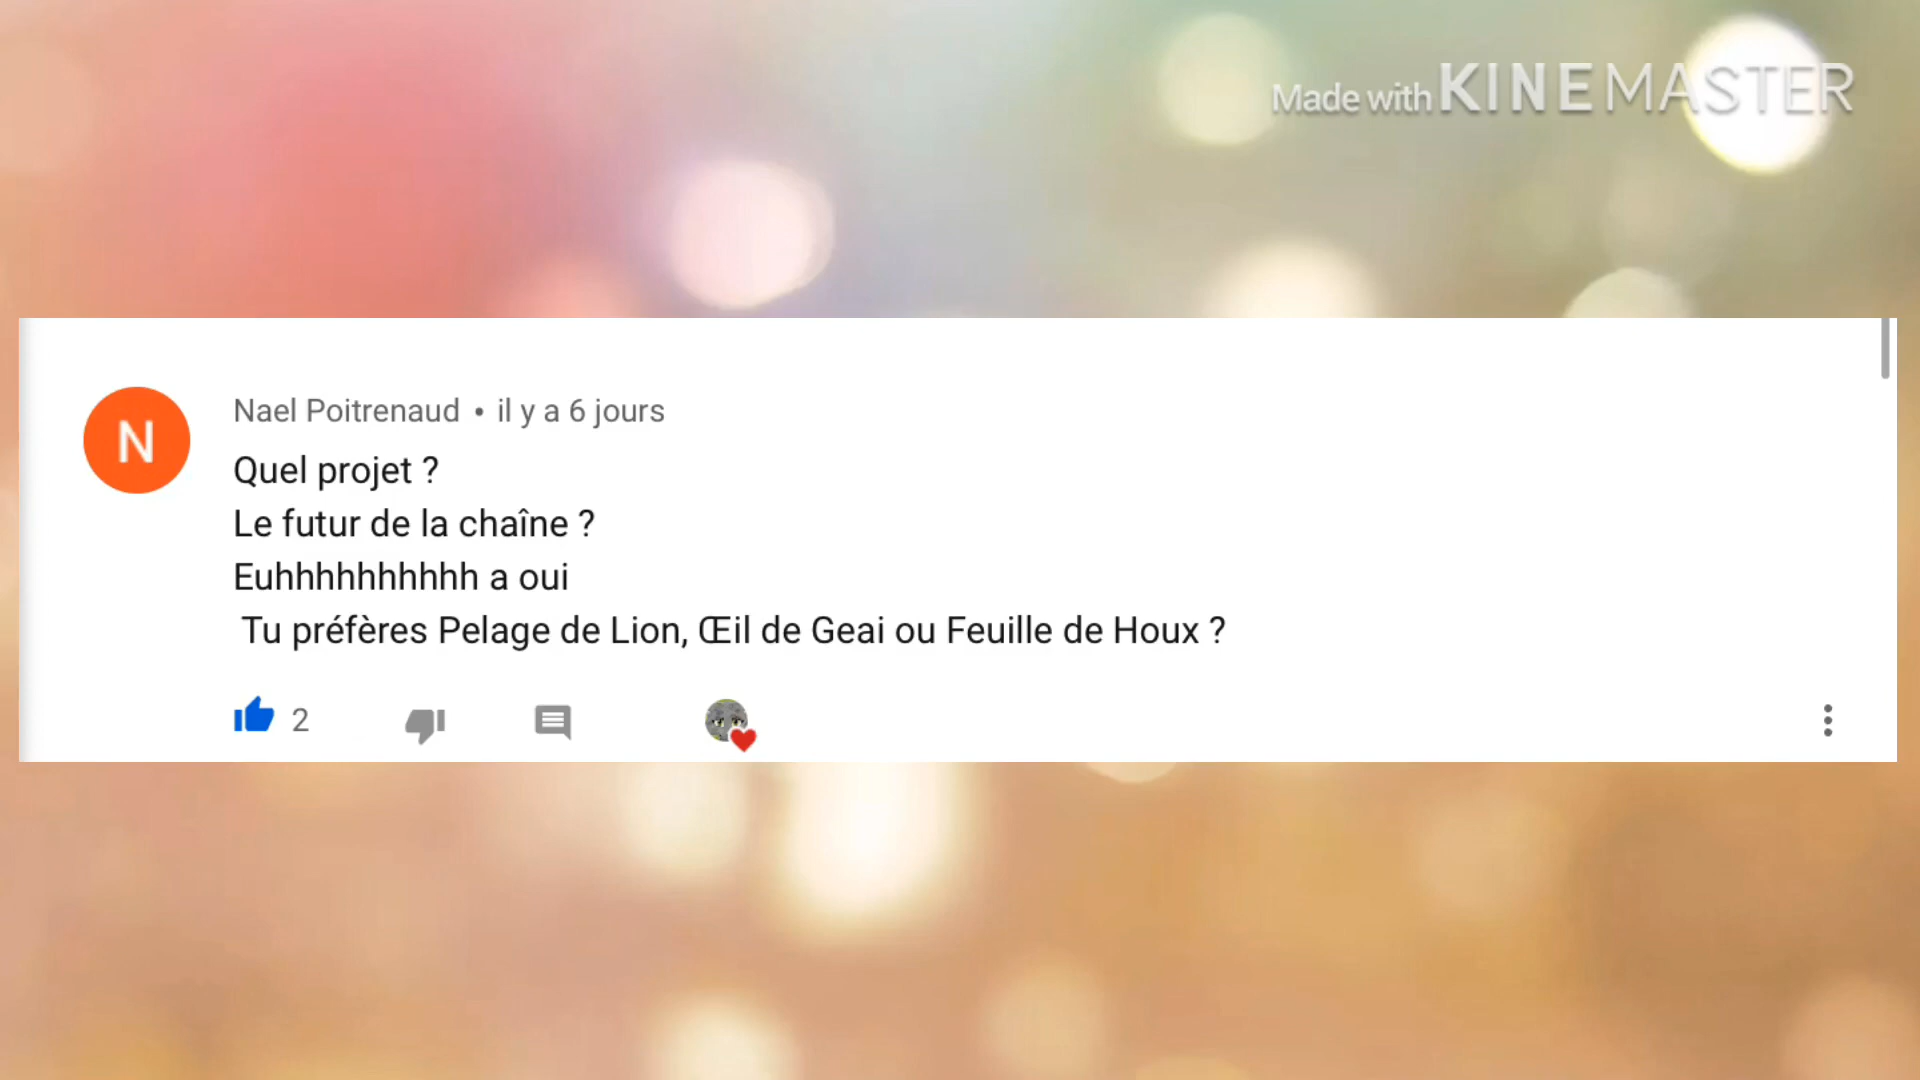 Made with KINEMASTER
N
Nael Poitrenaud • il y a 6 jours
Quel projet ?
Le futur de la chaîne ?
Euhhhhhhhhhh a oui
Tu préfères Pelage de Lion, Œil de Geai ou Feuille de Houx ?
2